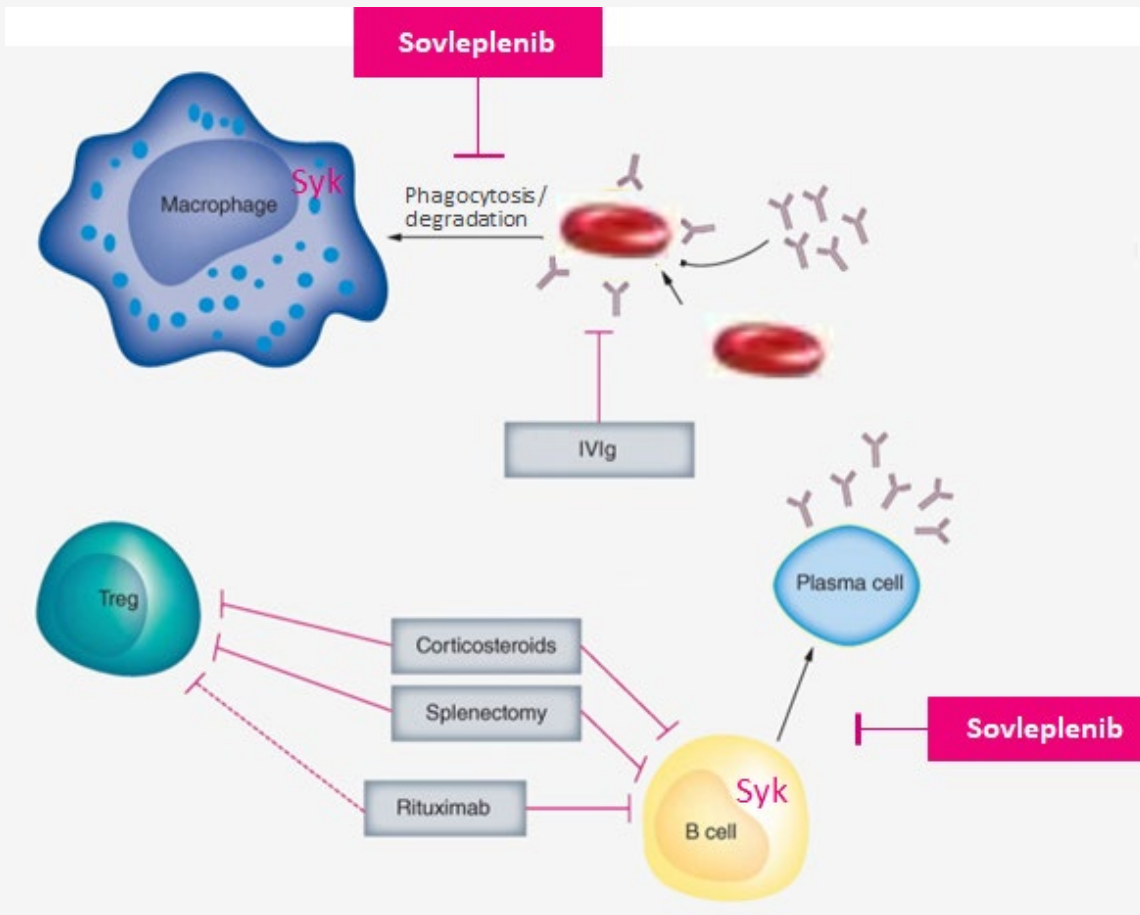 Sovleplenib
Syk
Macrophage
Phagocytosis/
degradation
IVIg
Plasma cell
Treg
Corticosteroids
Splenectomy
Sovleplenib
Syk
Rituximab
B cell